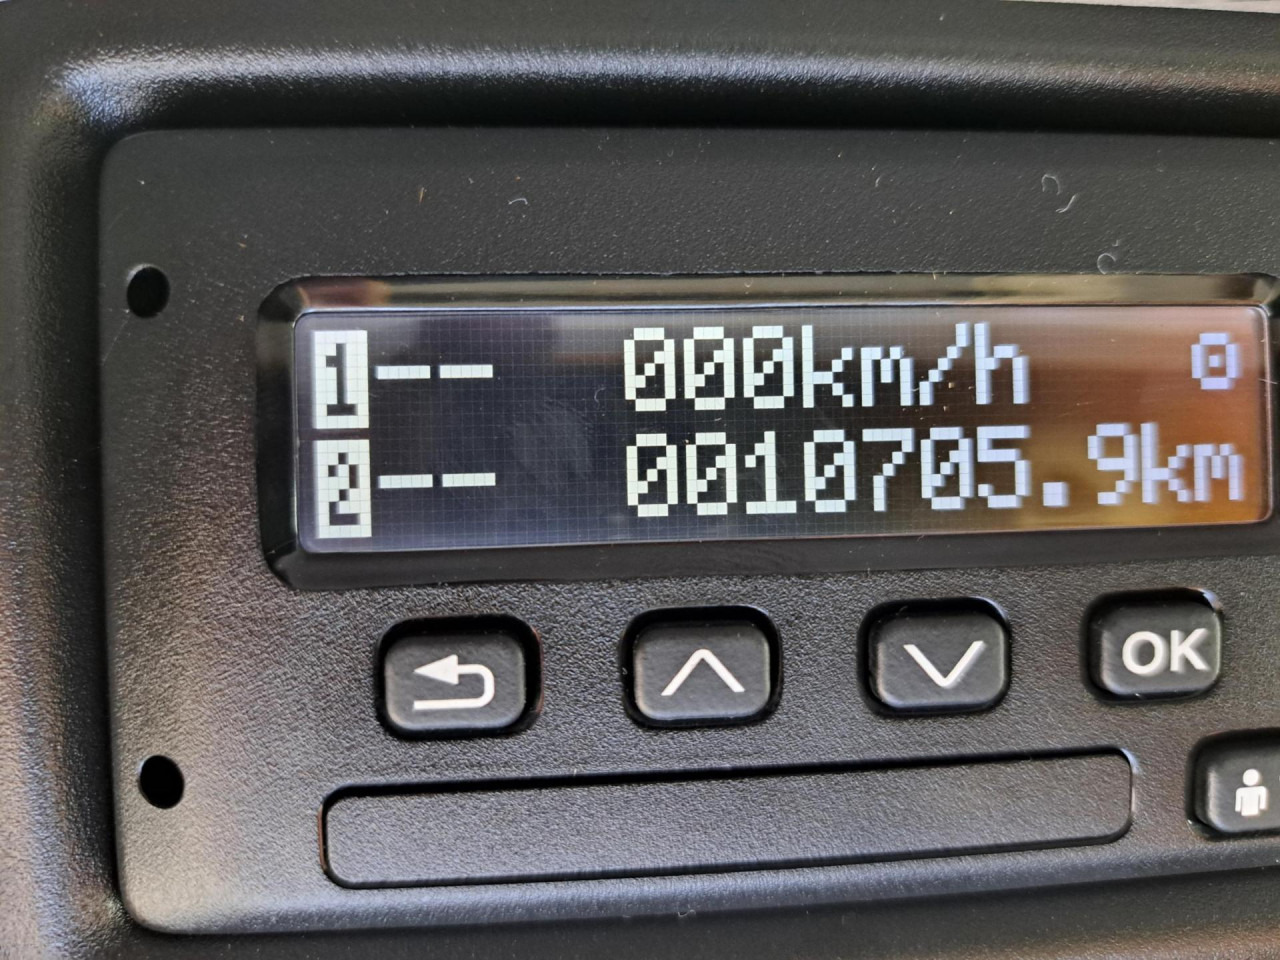 1 -- 000km/h ⊙
2 -- 0010705.9km
OK